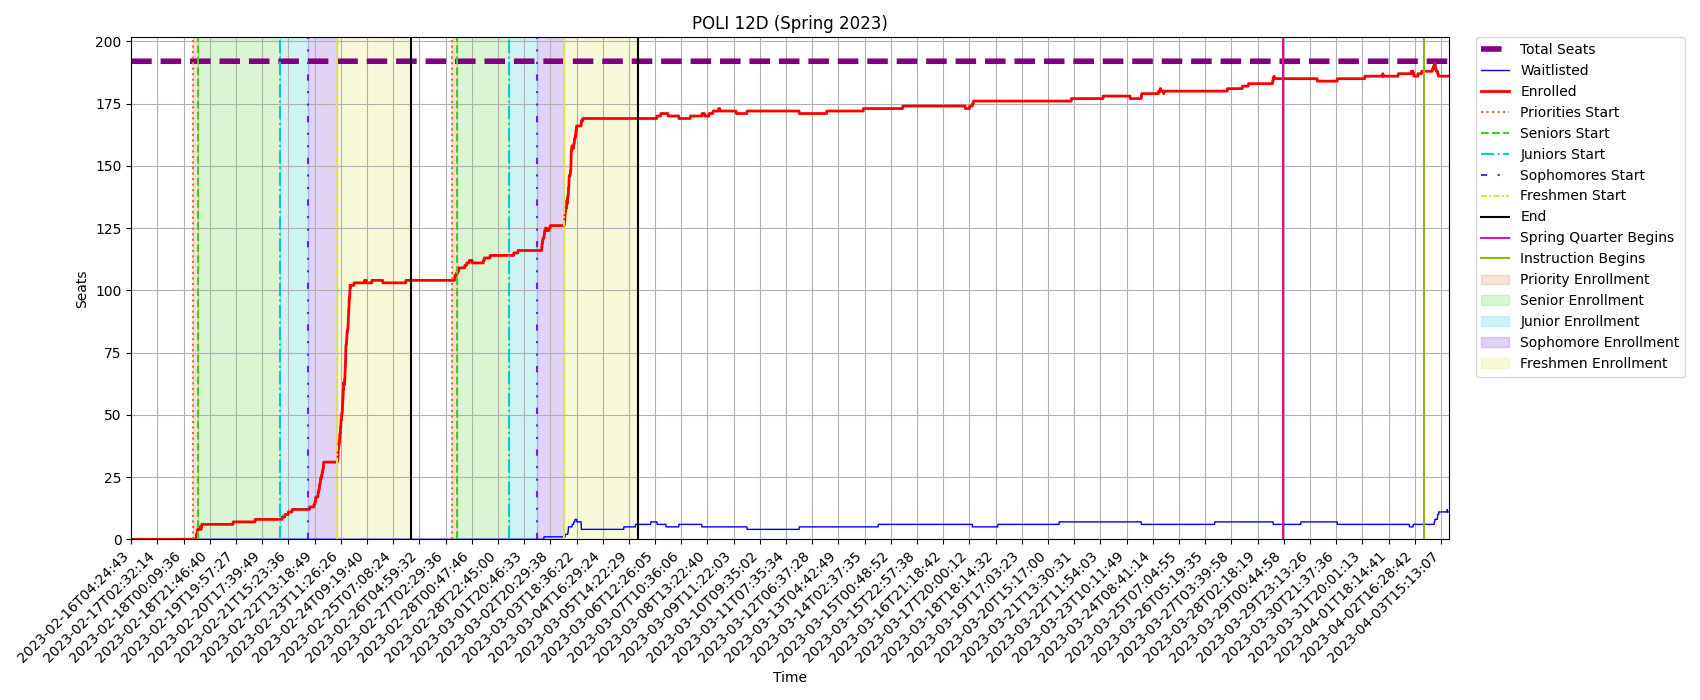 POLI 12D (Spring 2023)
Seats
200
175
150
125
100
75
50
25
0
2023-02-16T04:24:43
2023-02-17T02:32:14
2023-02-18T00:09:36
2023-02-18T21:46:40
2023-02-19T19:57:27
2023-02-20T17:39:49
2023-02-21T15:23:36
2023-02-22T13:18:49
2023-02-23T11:26:26
2023-02-24T09:19:40
2023-02-25T07:08:24
2023-02-26T04:59:32
2023-02-27T02:29:36
2023-02-28T00:47:46
2023-02-28T22:45:00
2023-03-01T20:46:33
2023-03-02T20:29:38
2023-03-03T18:36:22
2023-03-04T16:29:24
2023-03-05T14:22:29
2023-03-06T12:26:05
2023-03-07T10:36:06
2023-03-08T13:22:40
2023-03-09T11:22:03
2023-03-10T09:35:02
2023-03-11T07:35:34
2023-03-12T06:37:28
2023-03-13T04:42:49
2023-03-14T02:37:35
2023-03-15T00:48:52
2023-03-15T22:57:38
2023-03-16T21:18:42
2023-03-17T20:00:12
2023-03-18T18:14:32
2023-03-19T17:03:23
2023-03-20T15:17:00
2023-03-21T13:30:31
2023-03-22T11:54:03
2023-03-23T10:11:49
2023-03-24T08:41:14
2023-03-25T07:04:55
2023-03-26T05:19:35
2023-03-27T03:39:58
2023-03-28T02:18:19
2023-03-29T00:44:58
2023-03-29T23:13:26
2023-03-30T21:37:36
2023-03-31T20:01:13
2023-04-01T18:14:41
2023-04-02T16:28:42
2023-04-03T15:13:07
Time
Total Seats
Waitlisted
Enrolled
Priorities Start
Seniors Start
Juniors Start
Sophomores Start
Freshmen Start
End
Spring Quarter Begins
Instruction Begins
Priority Enrollment
Senior Enrollment
Junior Enrollment
Sophomore Enrollment
Freshmen Enrollment